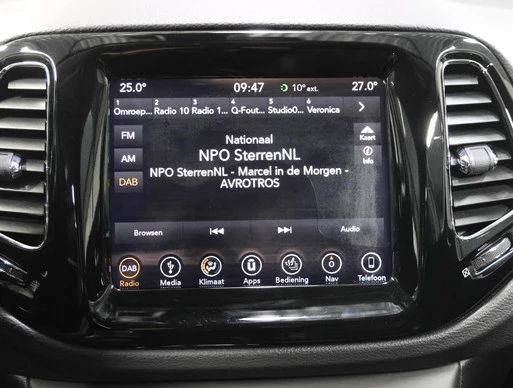 25.0° 09:47 10° ext. 27.0°
1 2 3 4 5 6
Omroep... Radio 10 Radio 1... Q-Fout... Studio0... Veronica
FM
AM
DAB
Nationaal
NPO SterrenNL
NPO SterrenNL - Marcel in de Morgen -
AVROTROS
Kaart
Info
Browsen Audio
DAB
Radio Media Klimaat Apps Bediening Nav Telefoon